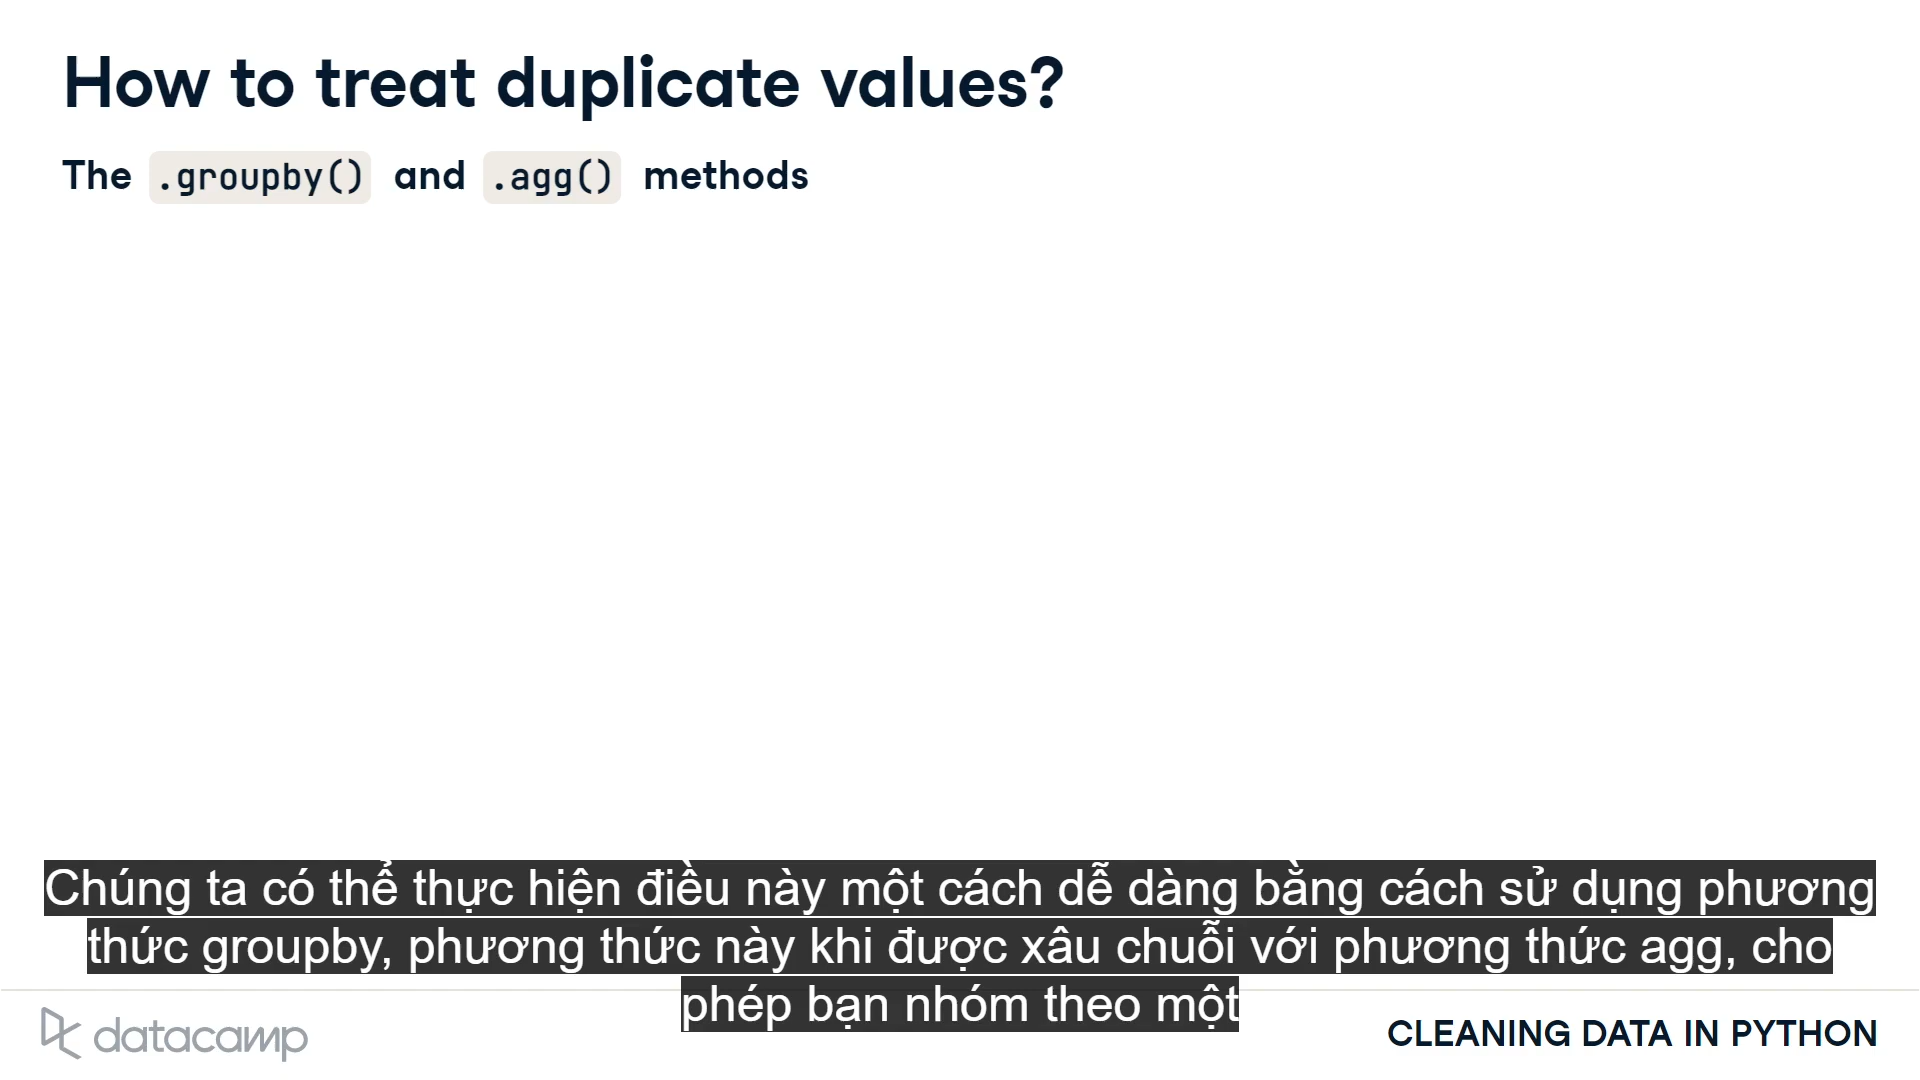 How to treat duplicate values?
The .groupby() and .agg() methods
Chúng ta có thể thực hiện điều này một cách dễ dàng bằng cách sử dụng phương
thức groupby, phương thức này khi được xâu chuỗi với phương thức agg, cho
phép bạn nhóm theo một
datacamp
CLEANING DATA IN PYTHON